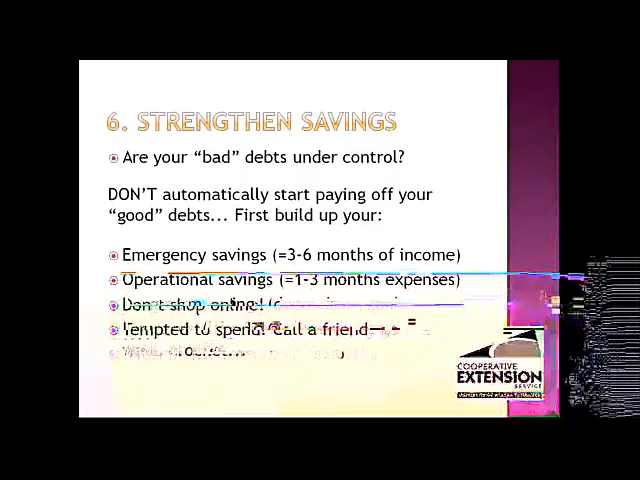 6. STRENGTHEN SAVINGS
Are your “bad” debts under control?
DON’T automatically start paying off your
“good” debts... First build up your:
Emergency savings (=3-6 months of income)
Operational savings (=1-3 months expenses)
Don’t shop online!
Tempted to spend? Call a friend
COOPERATIVE
EXTENSION
SERVICE